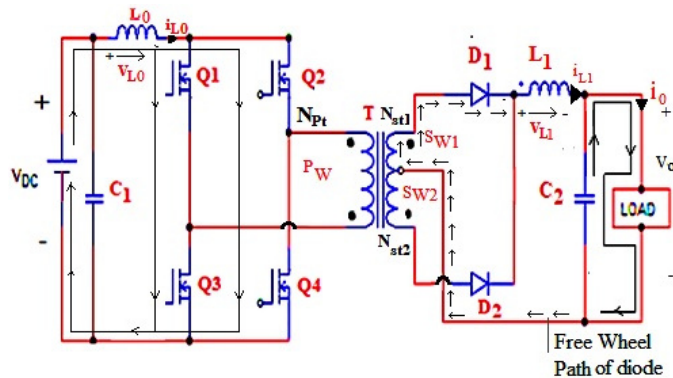 L0
iL0
+
vL0
Q1
Q2
D1
L1
iL1
i0
NPt
T
Nst1
SW1
+ vL1 -
+
+
VDC
C1
PW
SW2
C2
LOAD
-
Nst2
-
Q3
Q4
D2
Free Wheel
Path of diode